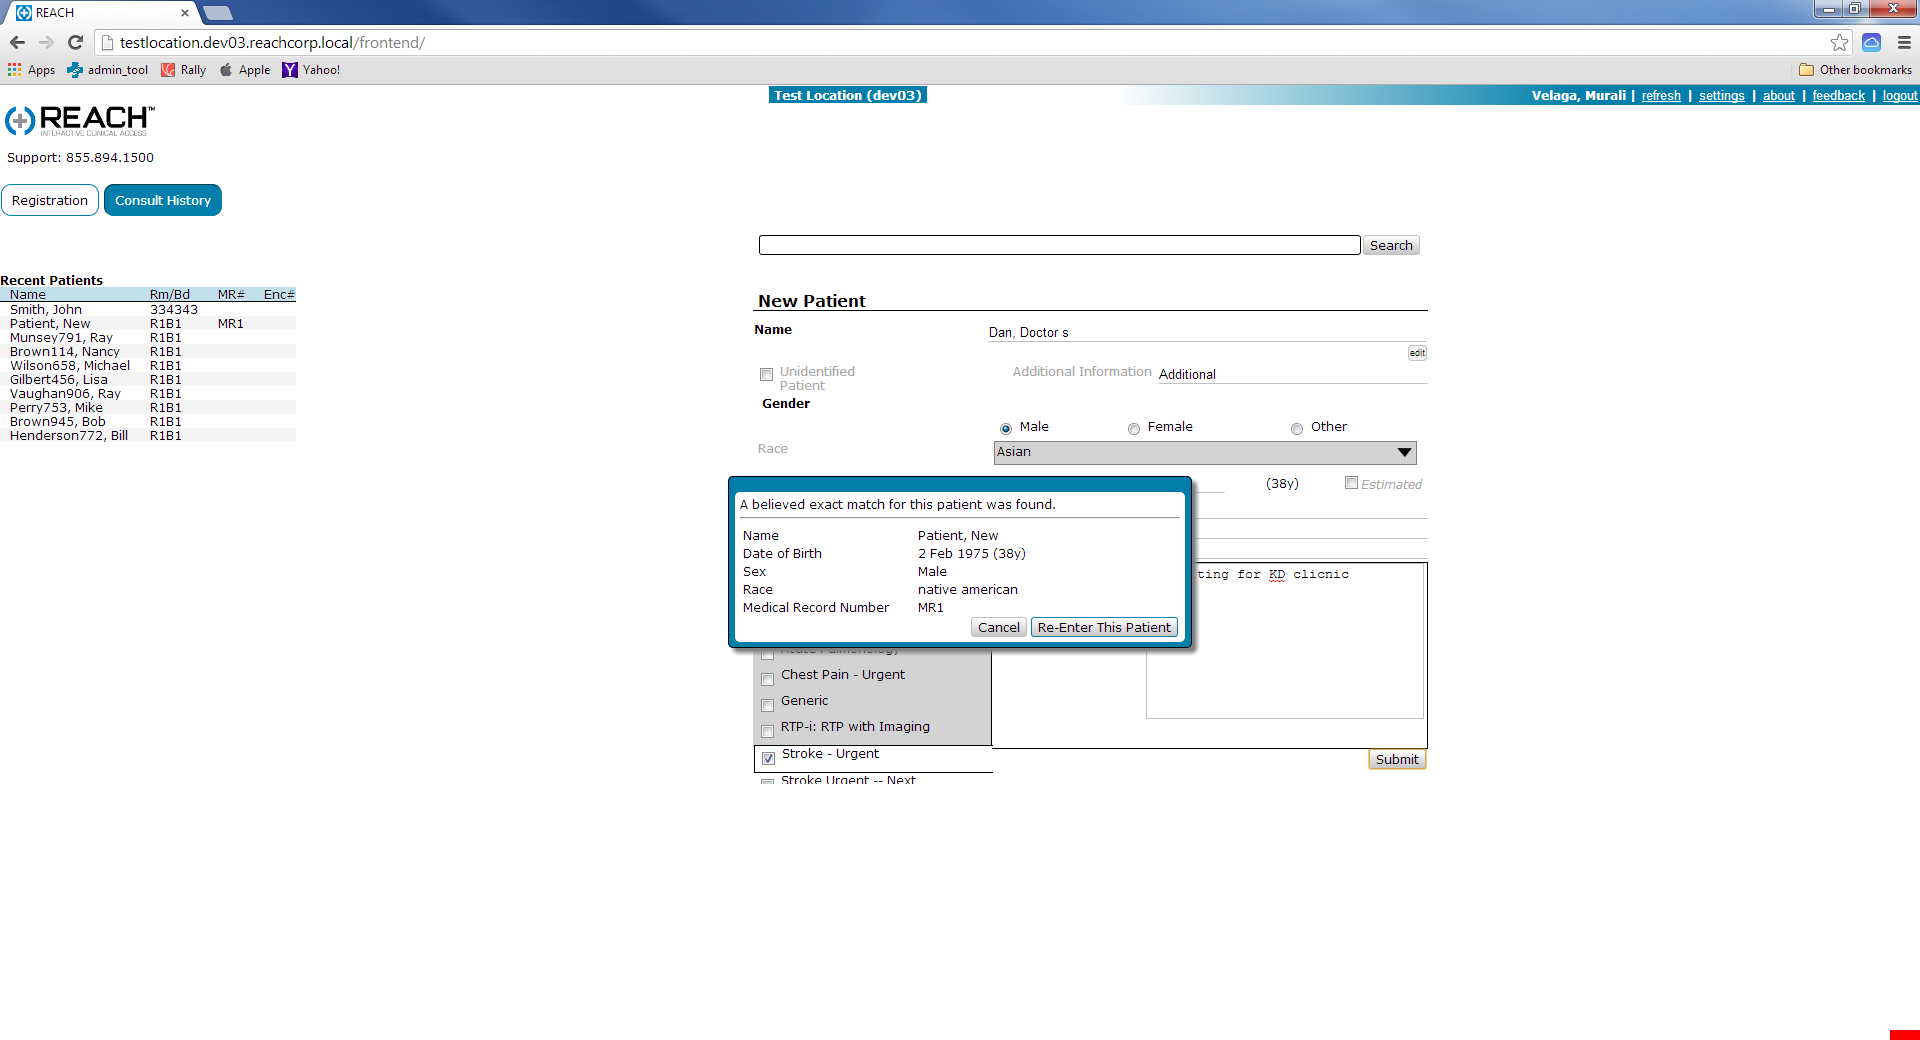 REACH
testlocation.dev03.reachcorp.local/frontend/
Apps admin_tool Rally Apple Yahoo! Other bookmarks
Test Location (dev03) Velaga, Murali | refresh | settings | about | feedback | logout
REACH™
INTERACTIVE CLINICAL ACCESS
Support: 855.894.1500
Registration Consult History
Search
Recent Patients
Name Rm/Bd MR# Enc#
Smith, John 334343
Patient, New R1B1 MR1
Munsey791, Ray R1B1
Brown114, Nancy R1B1
Wilson658, Michael R1B1
Gilbert456, Lisa R1B1
Vaughan906, Ray R1B1
Perry753, Mike R1B1
Brown945, Bob R1B1
Henderson772, Bill R1B1
New Patient
Name Dan, Doctor s
edit
Unidentified Patient Additional Information Additional
Gender
Male Female Other
Race Asian
(38y) Estimated
A believed exact match for this patient was found.
Name Patient, New
Date of Birth 2 Feb 1975 (38y)
Sex Male
Race native american
Medical Record Number MR1
Cancel Re-Enter This Patient
ting for KD clicnic
Acute Pulmonology
Chest Pain - Urgent
Generic
RTP-i: RTP with Imaging
Stroke - Urgent
Submit
Stroke Urgent -- Next